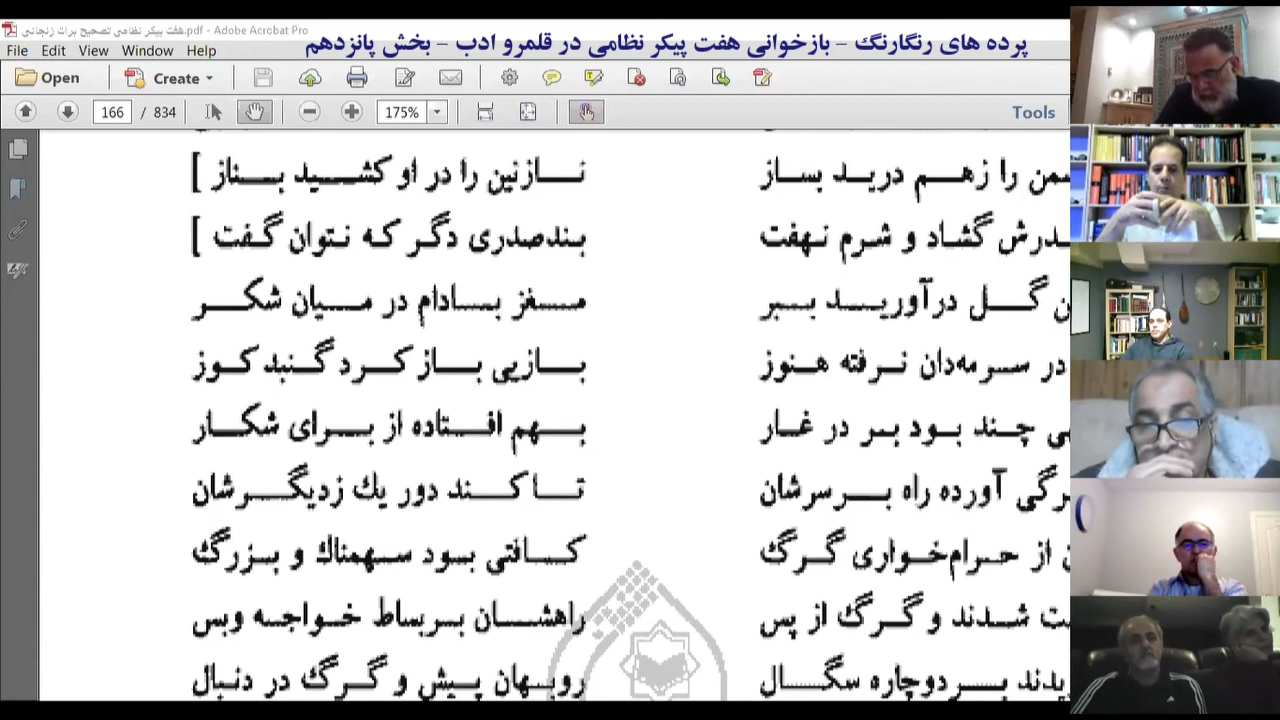 هفت پیکر نظامی تصحیح برات زنجانی.pdf - Adobe Acrobat Pro
File Edit View Window Help
پرده های رنگارنگ – بازخوانی هفت پیکر نظامی در قلمرو ادب – بخش پانزدهم
Open Create
166 / 834 175% Tools
را زهم درید بساز نازنین را در او کشید بناز ]
گشاد و شرم نهفت بندصدری دگر که نتوان گفت ]
گل درآورید ببر مغز بادام در میان شکر
در سرمه‌دان نرفته هنوز بازیی باز کرد گنبد کوز
چند بود بر در غار بهم افتاده از برای شکار
آورده راه برسرشان تا کند دور یك زدیگرشان
از حرام‌خواری گرگ کافتی بود سهمناك و بزرگ
شدند و گرگ از پس راهشان بربساط خواجه وبس
بردوچاره سگال روبهان پیش و گرگ در دنبال